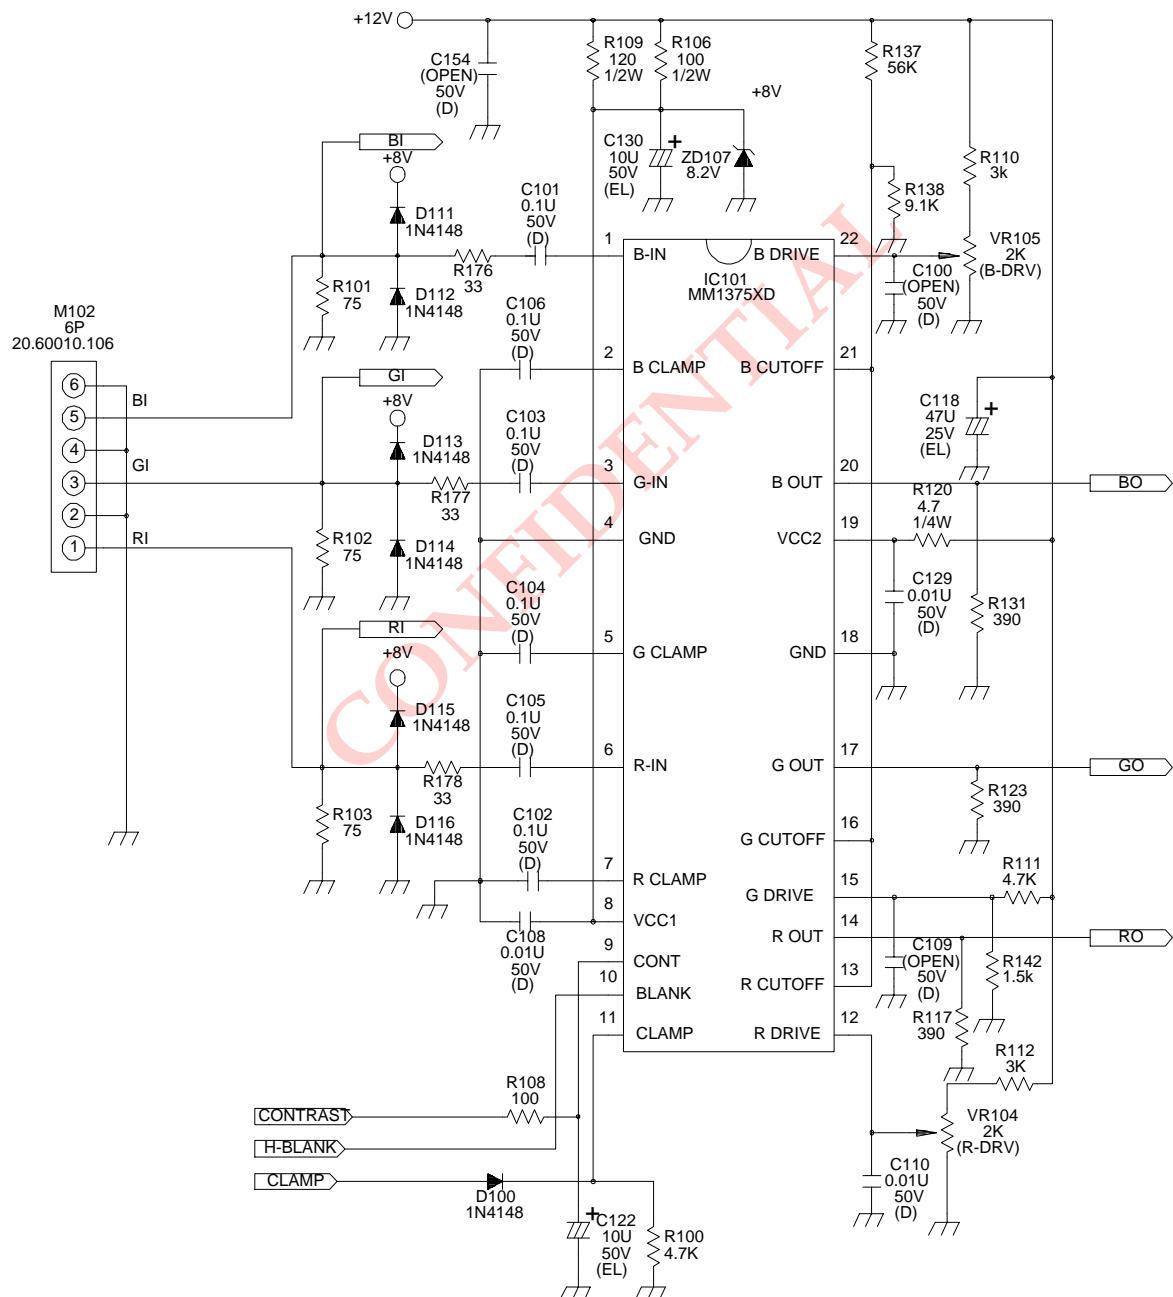 +12V
C154
(OPEN)
50V
(D)
R109
120
1/2W
R106
100
1/2W
R137
56K
+8V
BI
+8V
C130
10U
50V
(EL)
+
ZD107
8.2V
R110
3k
R138
9.1K
D111
1N4148
C101
0.1U
50V
(D)
R176
33
R101
75
D112
1N4148
1
B-IN
IC101
MM1375XD
B DRIVE
22
VR105
2K
(B-DRV)
C100
(OPEN)
50V
(D)
M102
6P
20.60010.106
C106
0.1U
50V
(D)
2
B CLAMP
B CUTOFF
21
6
5
4
3
2
1
BI
GI
RI
GI
+8V
D113
1N4148
C103
0.1U
50V
(D)
R177
33
R102
75
D114
1N4148
3
G-IN
4
GND
C118
47U
25V
(EL)
+
20
B OUT
BO
R120
4.7
1/4W
19
VCC2
C129
0.01U
50V
(D)
R131
390
C104
0.1U
50V
(D)
5
G CLAMP
18
GND
RI
+8V
D115
1N4148
C105
0.1U
50V
(D)
R178
33
R103
75
D116
1N4148
6
R-IN
17
G OUT
GO
R123
390
16
G CUTOFF
C102
0.1U
50V
(D)
7
R CLAMP
15
G DRIVE
R111
4.7K
8
VCC1
C108
0.01U
50V
(D)
14
R OUT
RO
9
CONT
C109
(OPEN)
50V
(D)
R142
1.5k
10
BLANK
13
R CUTOFF
11
CLAMP
12
R DRIVE
R117
390
R112
3K
R108
100
CONTRAST
H-BLANK
CLAMP
D100
1N4148
VR104
2K
(R-DRV)
C110
0.01U
50V
(D)
C122
10U
50V
(EL)
+
R100
4.7K
CONFIDENTIAL